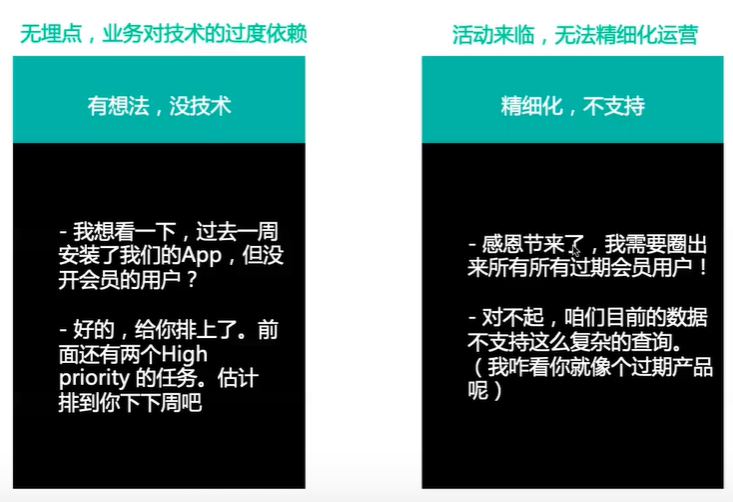 无埋点，业务对技术的过度依赖
有想法，没技术
- 我想看一下，过去一周
安装了我们的App，但没
开会员的用户？
- 好的，给你排上了。前
面还有两个High
priority 的任务。估计
排到你下下周吧
活动来临，无法精细化运营
精细化，不支持
- 感恩节来了，我需要圈出
来所有所有过期会员用户！
- 对不起，咱们目前的数据
不支持这么复杂的查询。
（我咋看你就像个过期产品
呢）